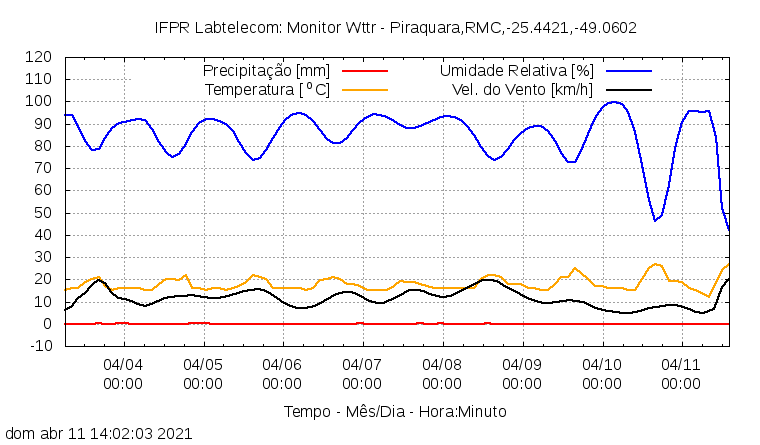 IFPR Labtelecom: Monitor Wttr - Piraquara,RMC,-25.4421,-49.0602
Precipitação [mm] Umidade Relativa [%]
Temperatura [ºC] Vel. do Vento [km/h]
120
110
100
90
80
70
60
50
40
30
20
10
0
-10
04/04 04/05 04/06 04/07 04/08 04/09 04/10 04/11
00:00 00:00 00:00 00:00 00:00 00:00 00:00 00:00
Tempo - Mês/Dia - Hora:Minuto
dom abr 11 14:02:03 2021